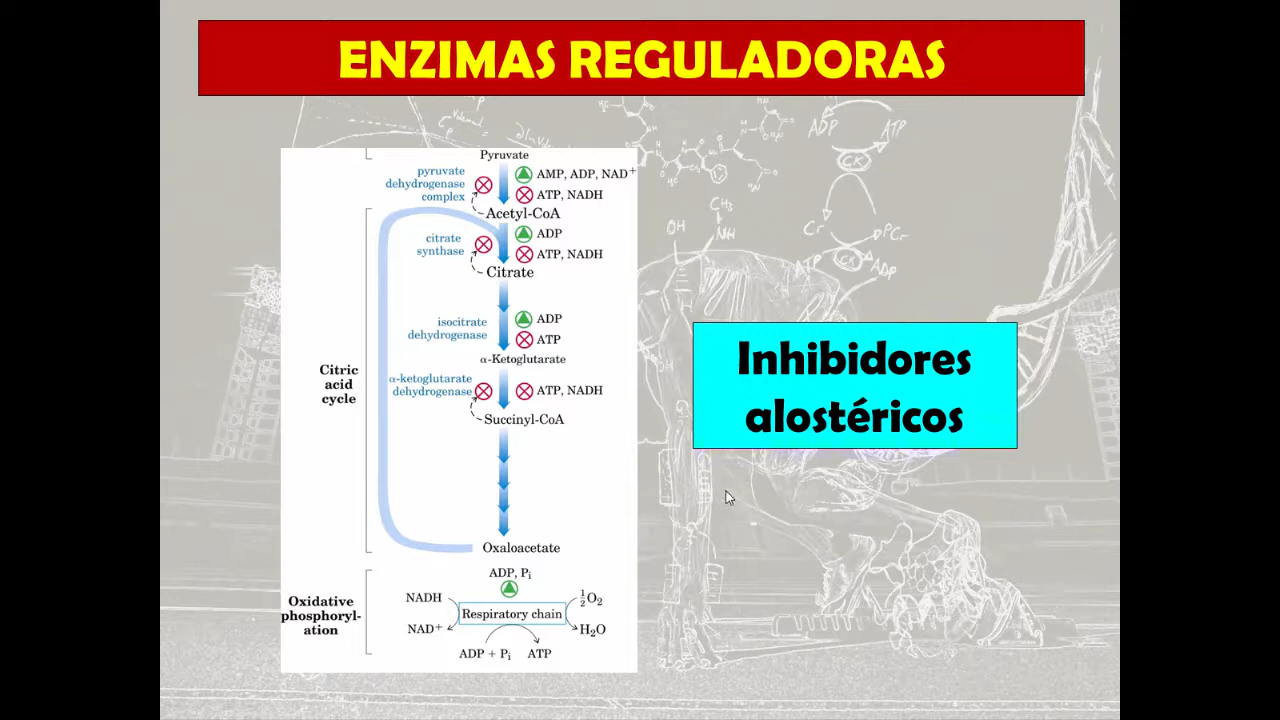 ENZIMAS REGULADORAS
Pyruvate
pyruvate
dehydrogenase
complex
AMP, ADP, NAD⁺
ATP, NADH
Acetyl-CoA
citrate
synthase
ADP
ATP, NADH
Citrate
isocitrate
dehydrogenase
ADP
ATP
α-Ketoglutarate
Citric
acid
cycle
α-ketoglutarate
dehydrogenase
ATP, NADH
Succinyl-CoA
Oxaloacetate
ADP, Pi
Oxidative
phosphoryl-
ation
NADH
½O₂
Respiratory chain
NAD⁺
H₂O
ADP + Pi
ATP
Inhibidores
alostéricos
ADP
ATP
CK
CH₃
OH
NH
Cr
PCr
ATP
CK
ADP